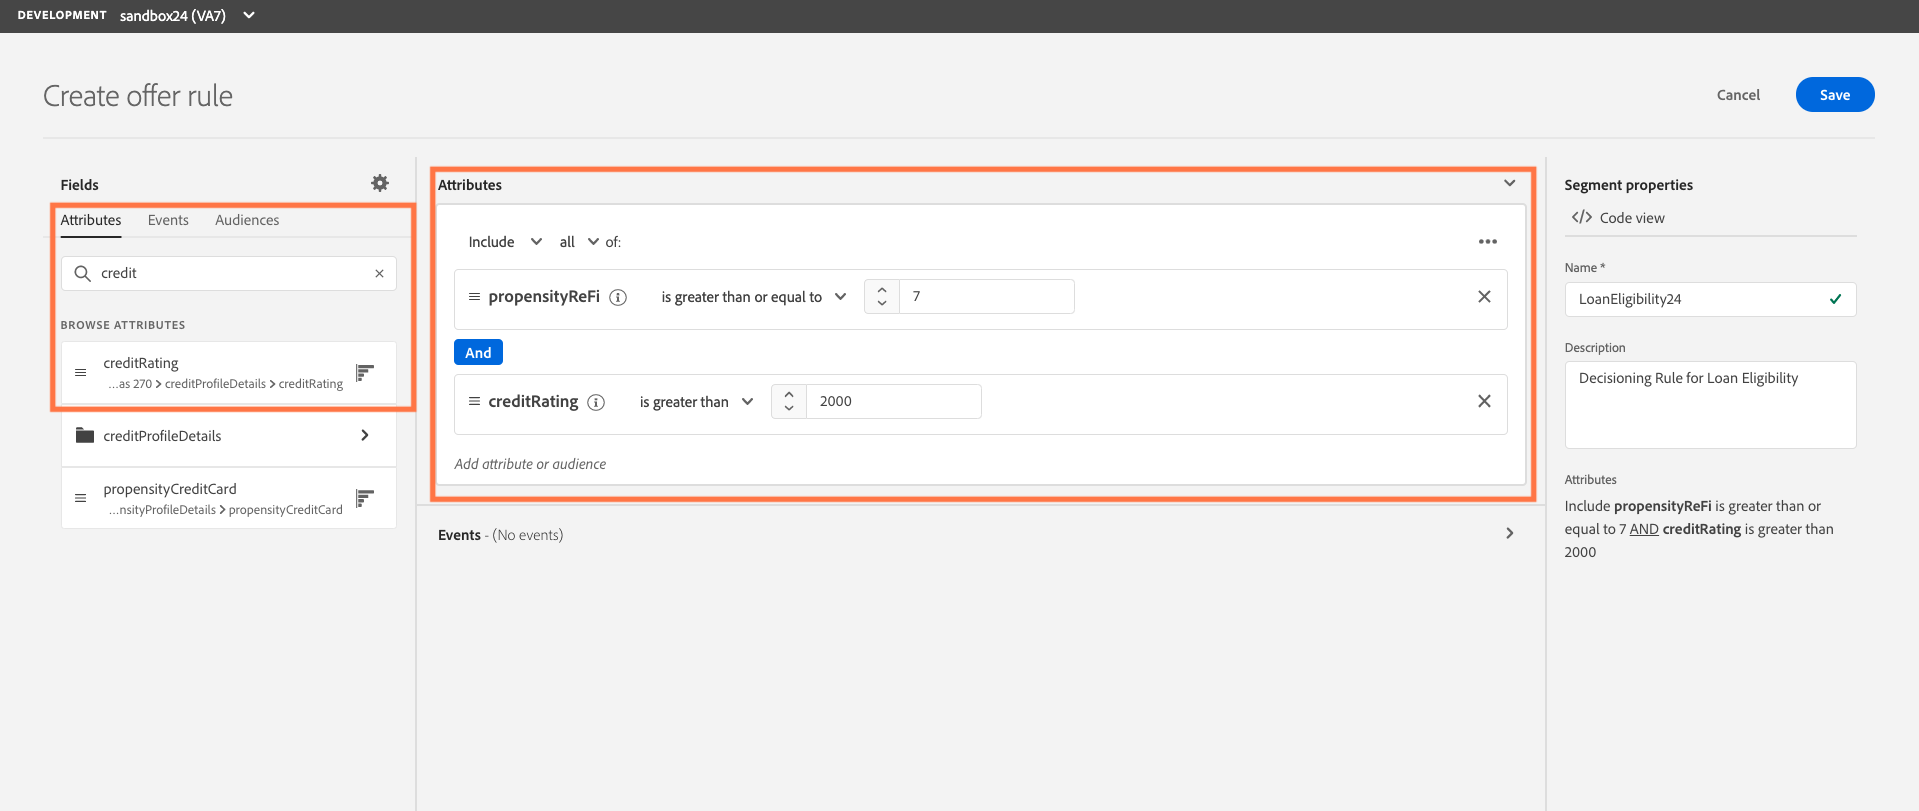 DEVELOPMENT sandbox24 (VA7)
Create offer rule
Cancel
Save
Fields
Attributes Events Audiences
credit
BROWSE ATTRIBUTES
creditRating
...as 270 > creditProfileDetails > creditRating
creditProfileDetails
propensityCreditCard
...nsityProfileDetails > propensityCreditCard
Attributes
Include all of:
propensityReFi is greater than or equal to 7
And
creditRating is greater than 2000
Add attribute or audience
Events - (No events)
Segment properties
</> Code view
Name *
LoanEligibility24
Description
Decisioning Rule for Loan Eligibility
Attributes
Include propensityReFi is greater than or
equal to 7 AND creditRating is greater than
2000